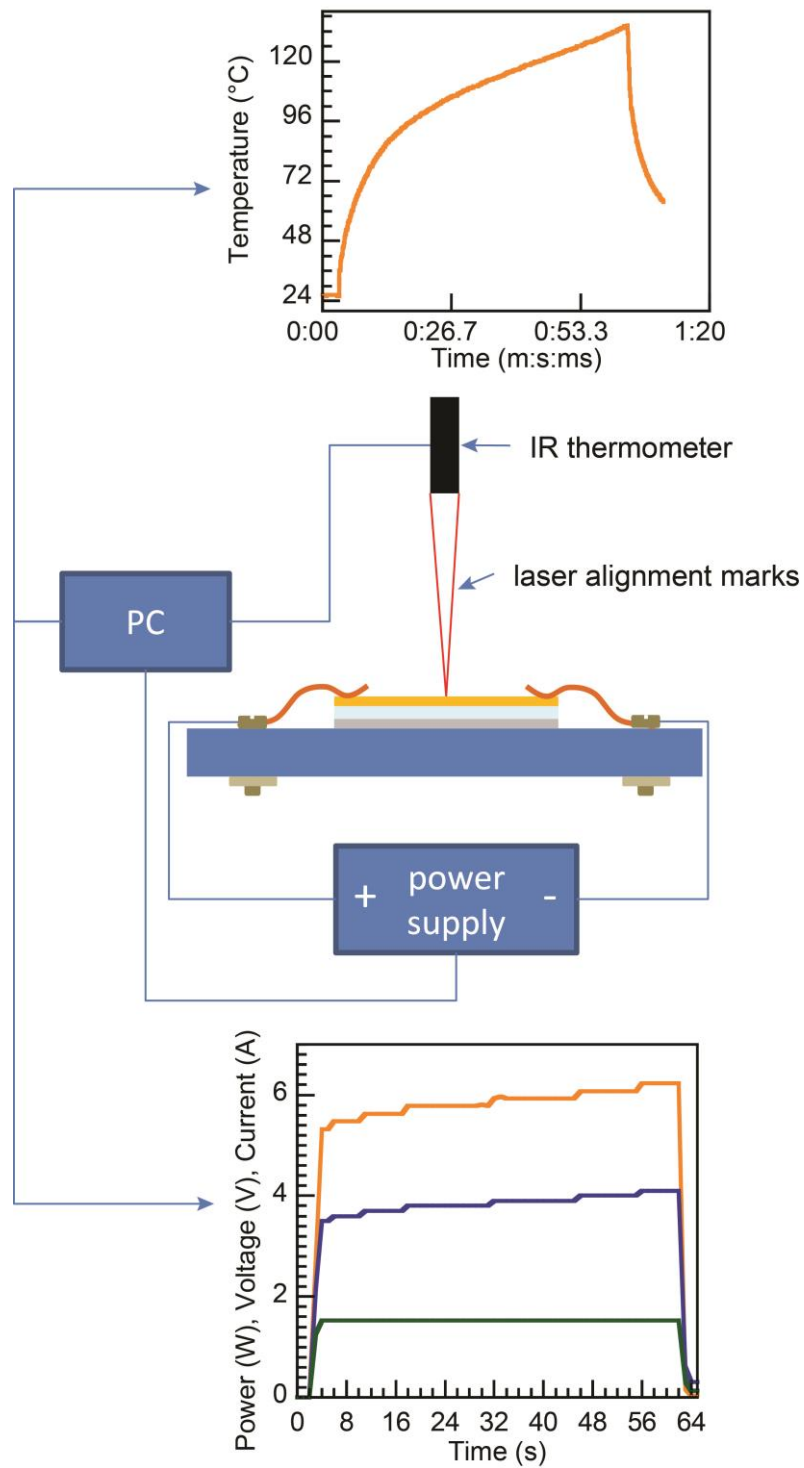 Temperature (°C)
120
96
72
48
24
0:00 0:26.7 0:53.3 1:20
Time (m:s:ms)
IR thermometer
laser alignment marks
PC
+ power -
supply
Power (W), Voltage (V), Current (A)
6
4
2
0
0 8 16 24 32 40 48 56 64
Time (s)